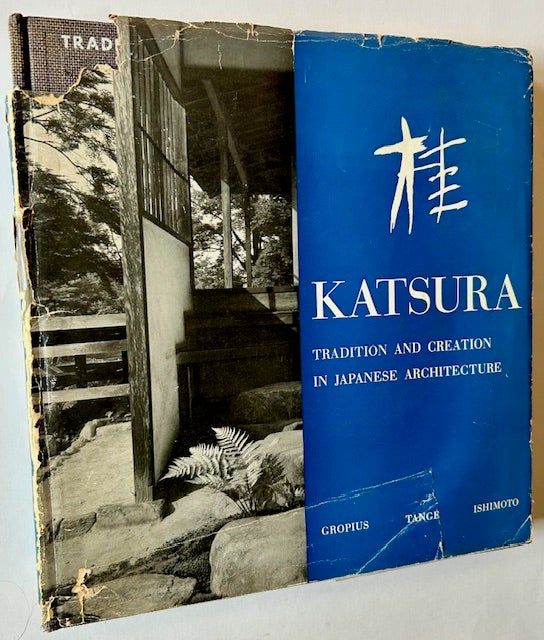 TRAD
桂
KATSURA
TRADITION AND CREATION
IN JAPANESE ARCHITECTURE
GROPIUS TANGE ISHIMOTO